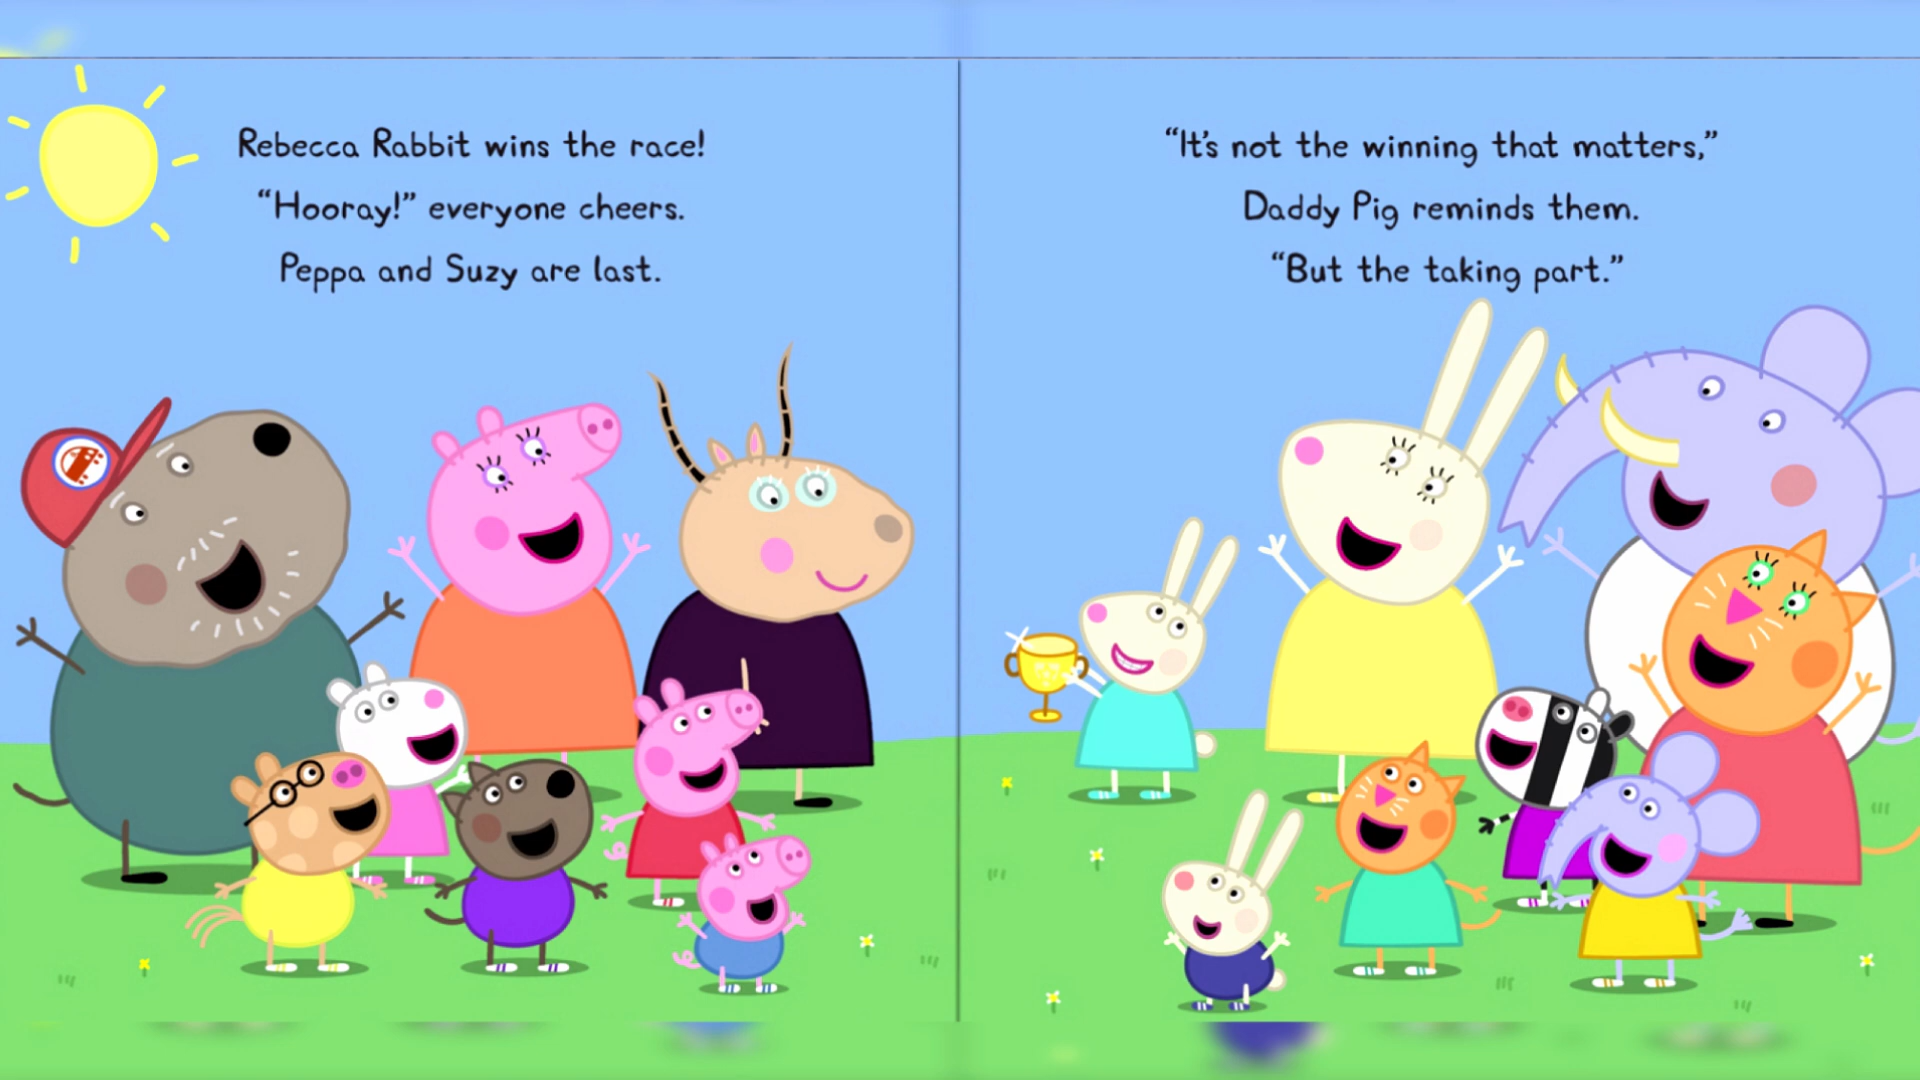 Rebecca Rabbit wins the race!
“Hooray!” everyone cheers.
Peppa and Suzy are last.
“It’s not the winning that matters,”
Daddy Pig reminds them.
“But the taking part.”